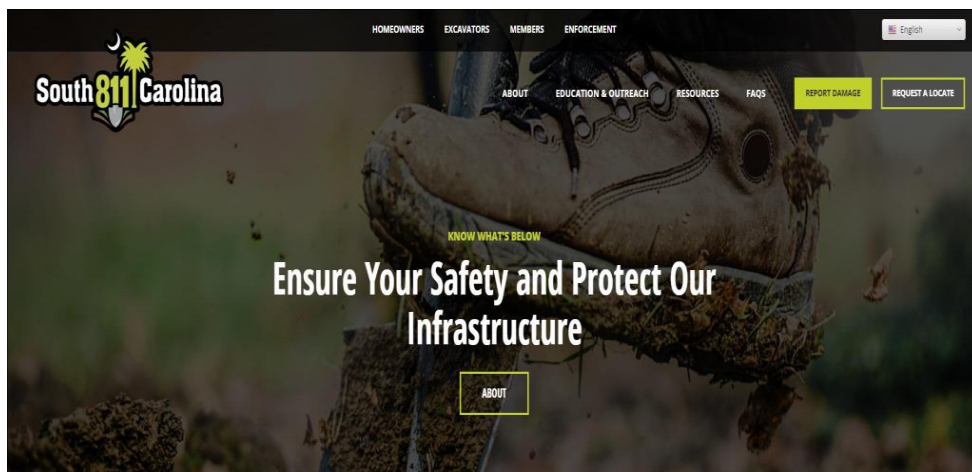 HOMEOWNERS EXCAVATORS MEMBERS ENFORCEMENT
English
South 811 Carolina
ABOUT EDUCATION & OUTREACH RESOURCES FAQS REPORT DAMAGE REQUEST A LOCATE
KNOW WHAT'S BELOW
Ensure Your Safety and Protect Our
Infrastructure
ABOUT